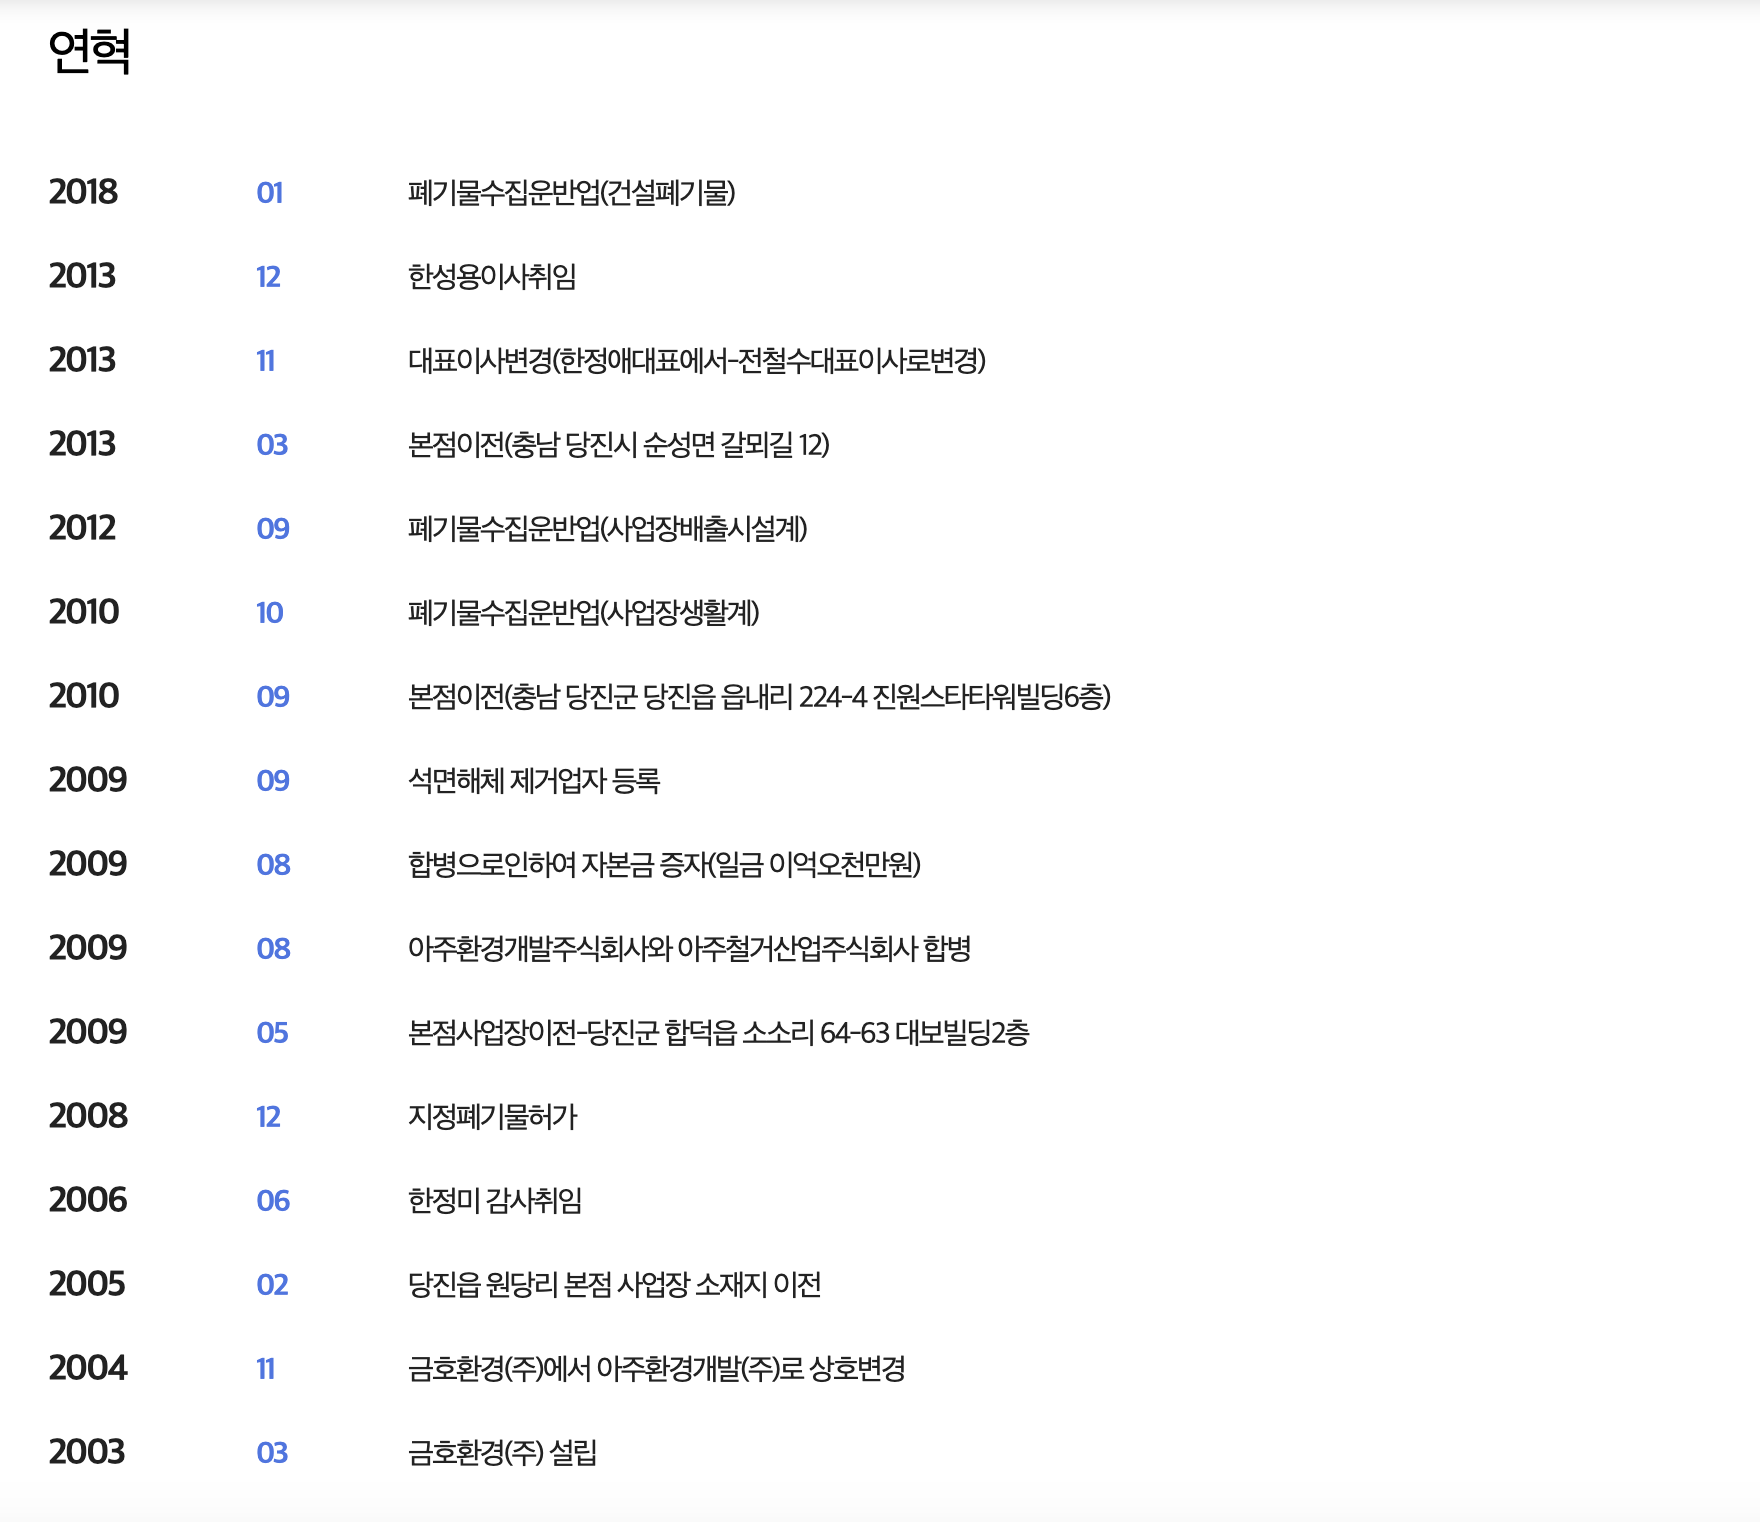 연혁
2018 01 폐기물수집운반업(건설폐기물)
2013 12 한성용이사취임
2013 11 대표이사변경(한정애대표에서-전철수대표이사로변경)
2013 03 본점이전(충남 당진시 순성면 갈뫼길 12)
2012 09 폐기물수집운반업(사업장배출시설계)
2010 10 폐기물수집운반업(사업장생활계)
2010 09 본점이전(충남 당진군 당진읍 읍내리 224-4 진원스타타워빌딩6층)
2009 09 석면해체 제거업자 등록
2009 08 합병으로인하여 자본금 증자(일금 이억오천만원)
2009 08 아주환경개발주식회사와 아주철거산업주식회사 합병
2009 05 본점사업장이전-당진군 합덕읍 소소리 64-63 대보빌딩2층
2008 12 지정폐기물허가
2006 06 한정미 감사취임
2005 02 당진읍 원당리 본점 사업장 소재지 이전
2004 11 금호환경(주)에서 아주환경개발(주)로 상호변경
2003 03 금호환경(주) 설립